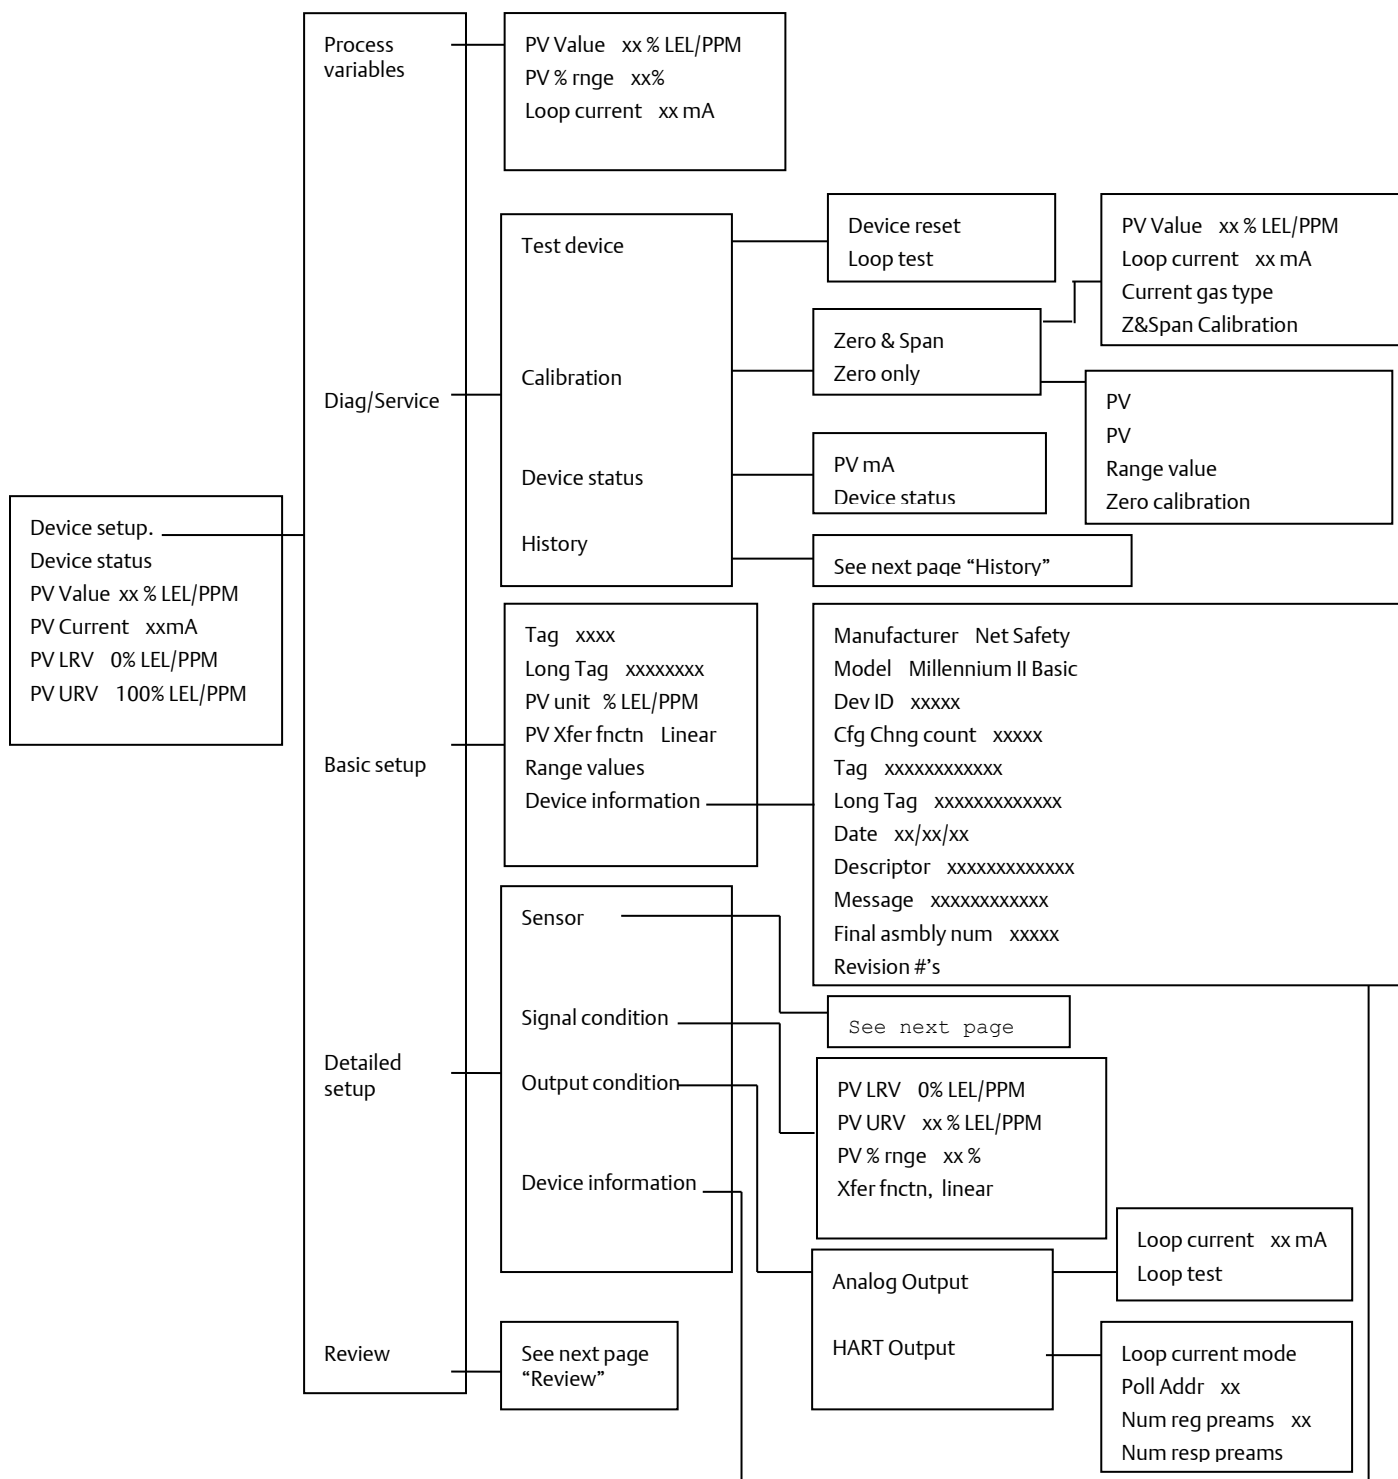 Device setup.
Device status
PV Value xx % LEL/PPM
PV Current xxmA
PV LRV 0% LEL/PPM
PV URV 100% LEL/PPM
Process
variables
Diag/Service
Basic setup
Detailed
setup
Review
PV Value xx % LEL/PPM
PV % rnge xx%
Loop current xx mA
Test device
Calibration
Device status
History
Device reset
Loop test
Zero & Span
Zero only
PV Value xx % LEL/PPM
Loop current xx mA
Current gas type
Z&Span Calibration
PV
PV
Range value
Zero calibration
PV mA
Device status
See next page “History”
Tag xxxx
Long Tag xxxxxxxx
PV unit % LEL/PPM
PV Xfer fnctn Linear
Range values
Device information
Manufacturer Net Safety
Model Millennium II Basic
Dev ID xxxxx
Cfg Chng count xxxxx
Tag xxxxxxxxxxxx
Long Tag xxxxxxxxxxxxx
Date xx/xx/xx
Descriptor xxxxxxxxxxxxx
Message xxxxxxxxxxxx
Final asmbly num xxxxx
Revision #'s
Sensor
Signal condition
Output condition
Device information
See next page
PV LRV 0% LEL/PPM
PV URV xx % LEL/PPM
PV % rnge xx %
Xfer fnctn, linear
Analog Output
HART Output
Loop current xx mA
Loop test
Loop current mode
Poll Addr xx
Num reg preams xx
Num resp preams
See next page
“Review”